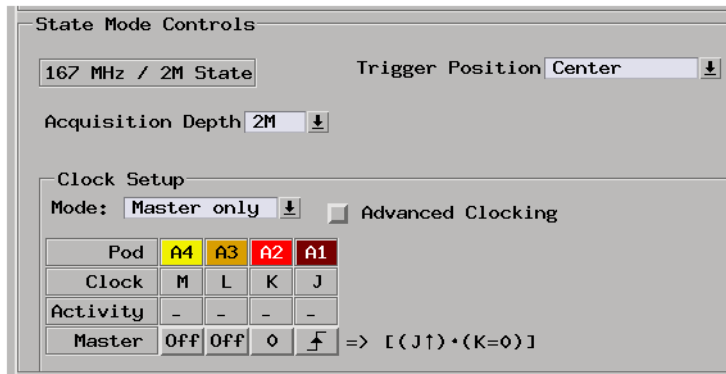 State Mode Controls
167 MHz / 2M State
Trigger Position Center
Acquisition Depth 2M
Clock Setup
Mode: Master only
Advanced Clocking
Pod A4 A3 A2 A1
Clock M L K J
Activity - - - -
Master Off Off 0 => [(J↑)·(K=0)]